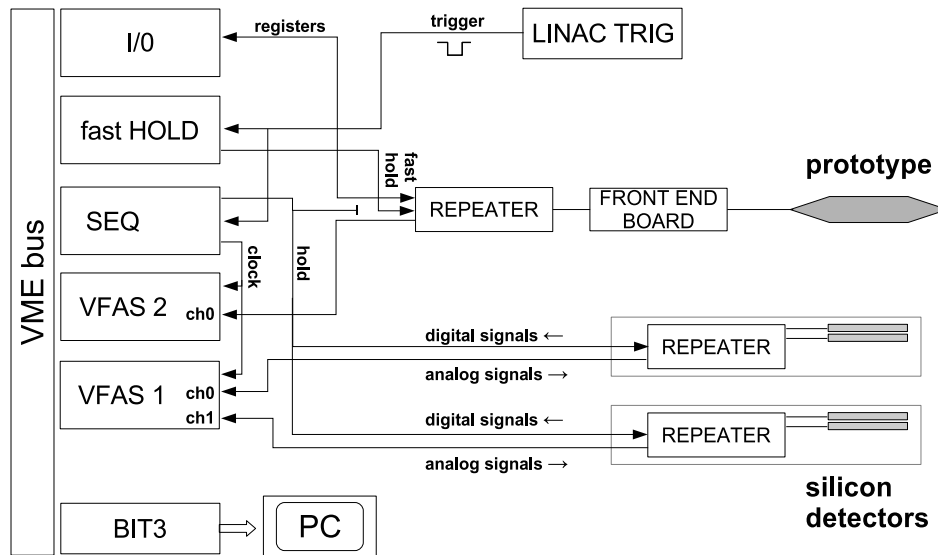 I/0
registers
trigger
LINAC TRIG
fast HOLD
fast
hold
prototype
REPEATER
FRONT END
BOARD
SEQ
clock
hold
VME bus
VFAS 2
ch0
digital signals ←
REPEATER
VFAS 1
ch0
analog signals →
ch1
digital signals ←
REPEATER
analog signals →
silicon
detectors
BIT3
PC